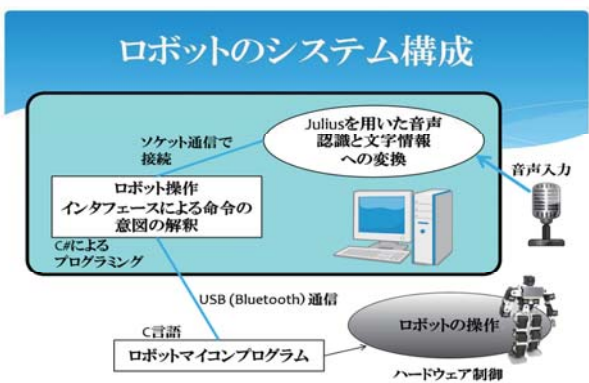 ロボットのシステム構成
Juliusを用いた音声
認識と文字情報
への変換
音声入力
ソケット通信で
接続
ロボット操作
インタフェースによる命令の
意図の解釈
C#による
プログラミング
USB (Bluetooth) 通信
C言語
ロボットマイコンプログラム
ロボットの操作
ハードウェア制御